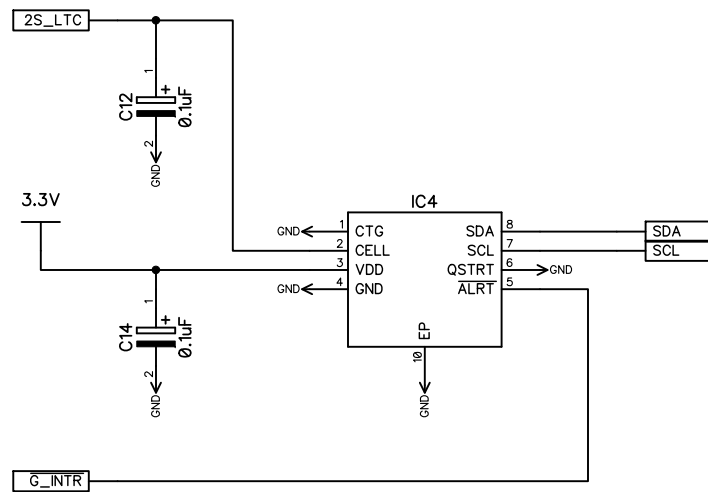 2S_LTC
1
+
C12
0.1uF
2
GND
3.3V
IC4
GND
1
CTG
SDA
8
SDA
2
CELL
SCL
7
SCL
3
VDD
QSTRT
6
GND
GND
4
GND
ALRT
5
1
+
C14
0.1uF
2
GND
EP
10
GND
G_INTR